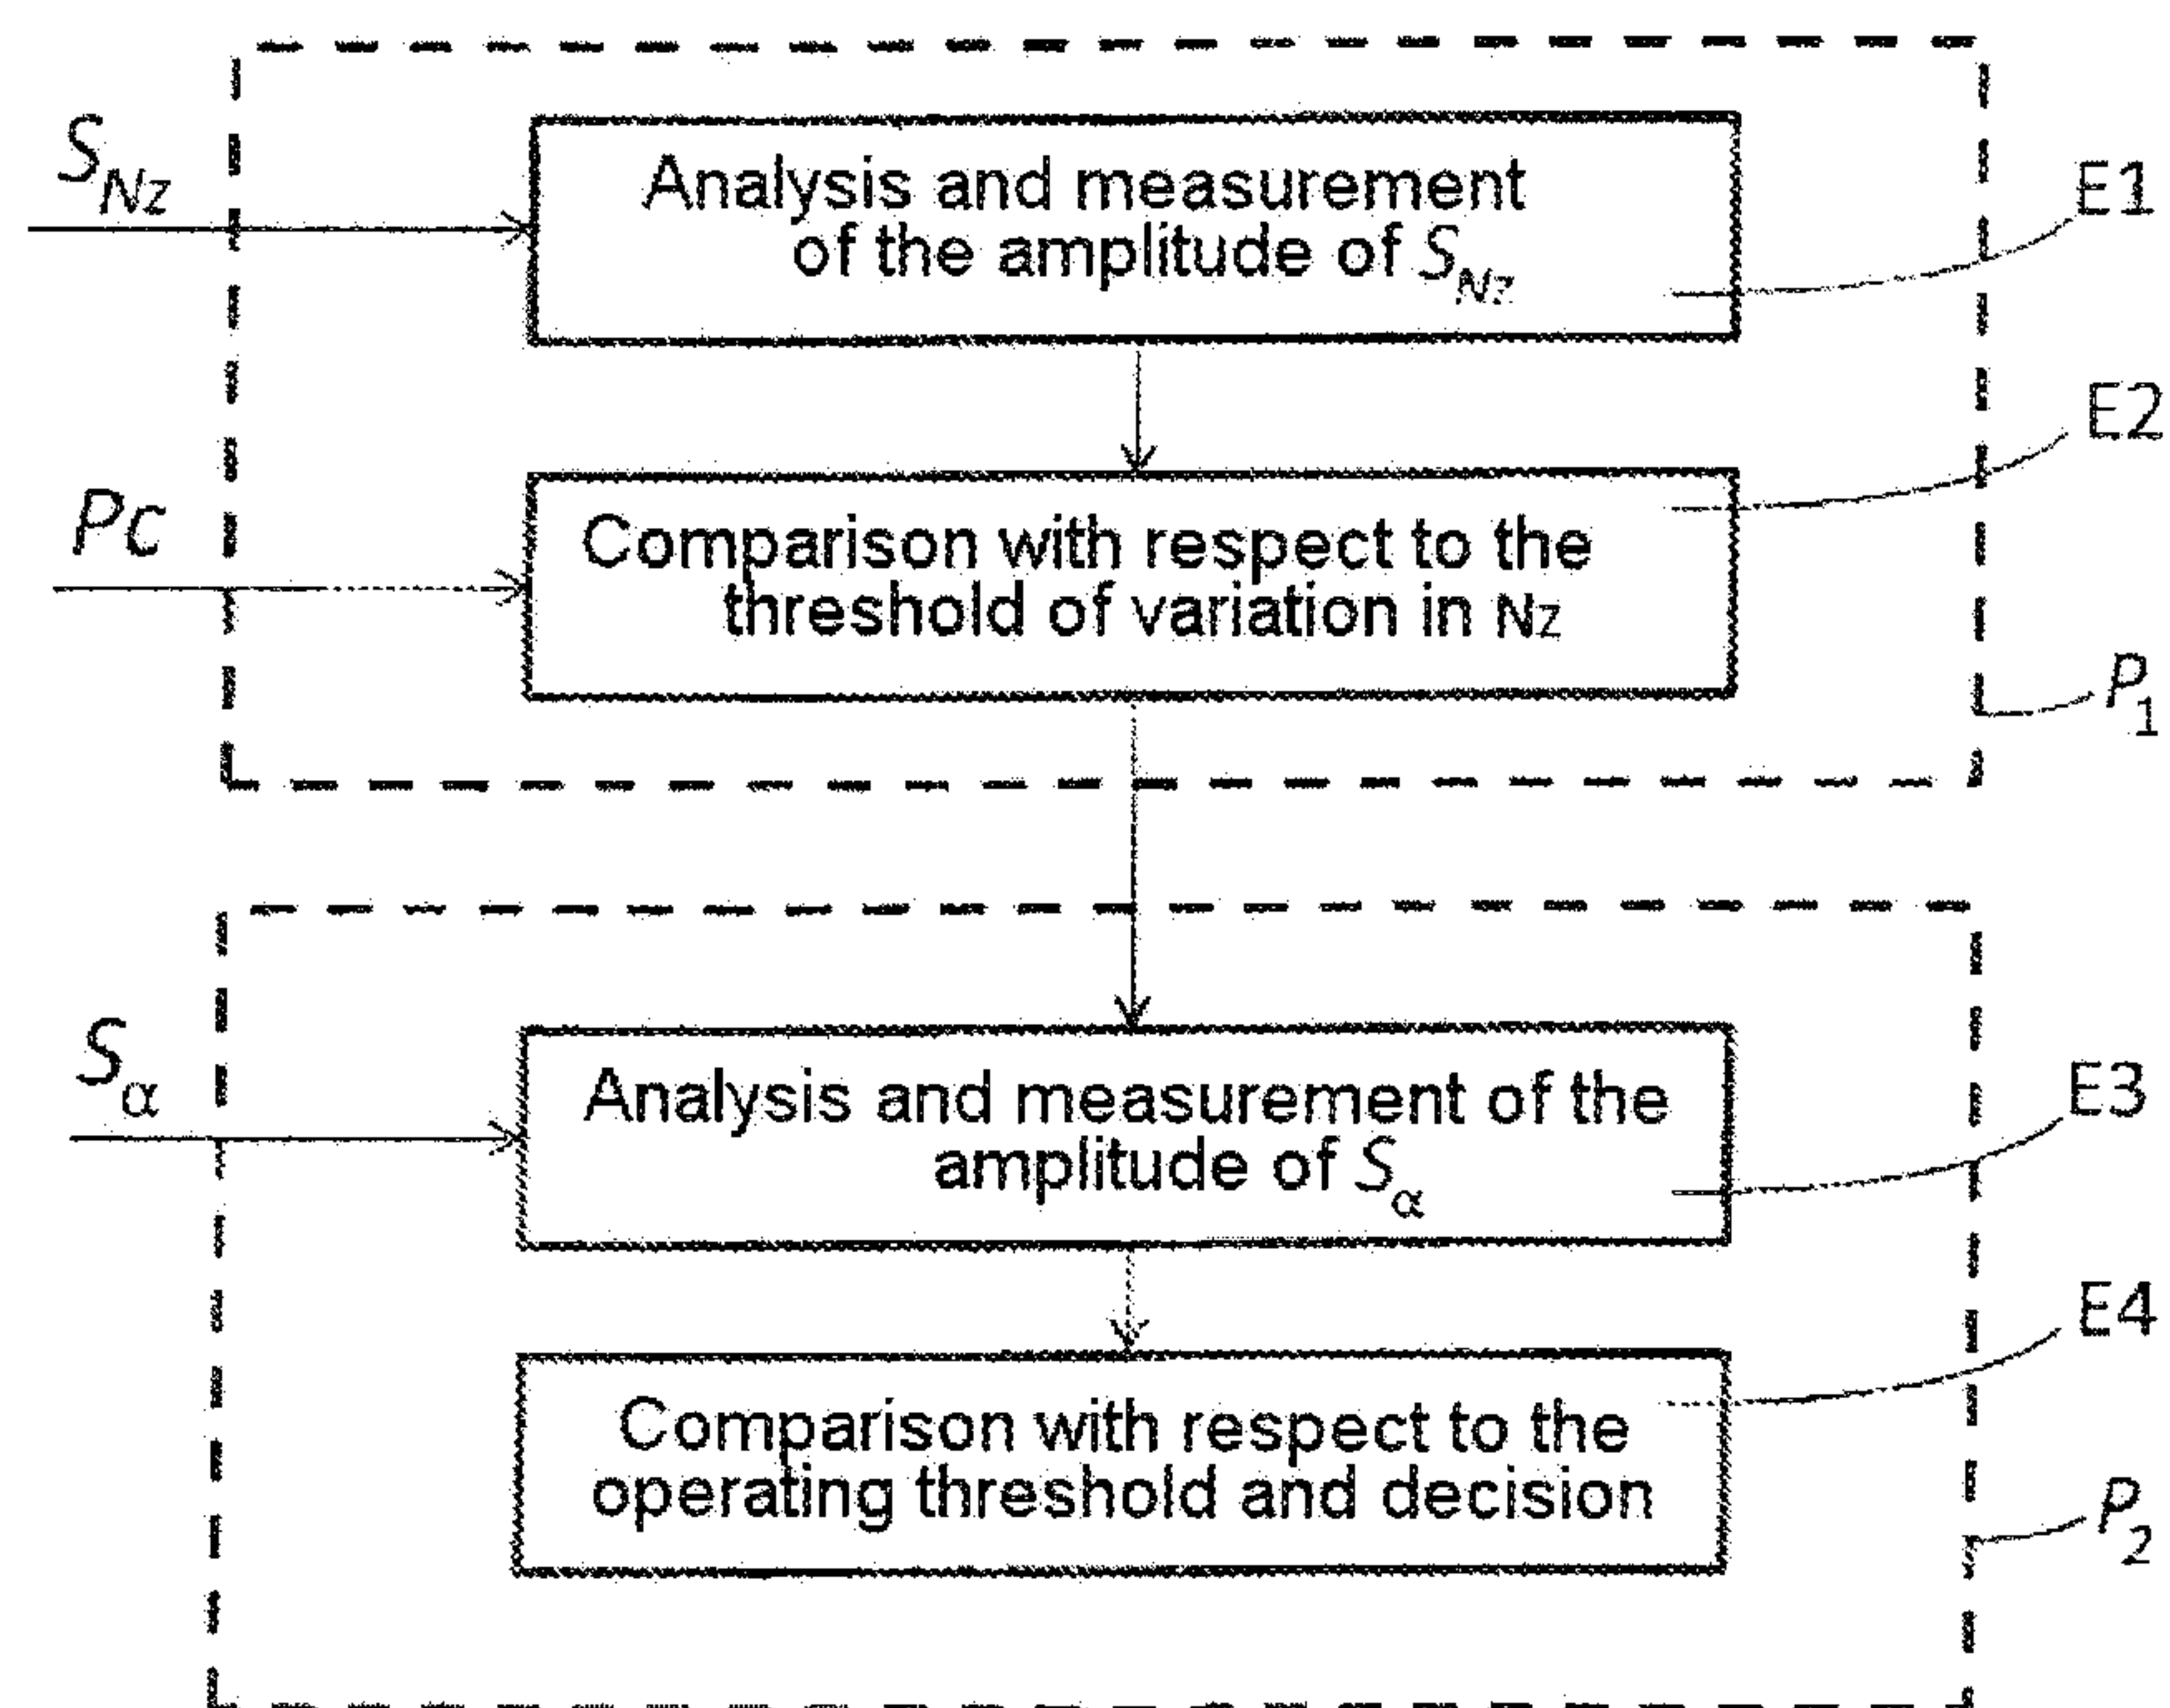 S_Nz
Analysis and measurement
of the amplitude of S_Nz
E1
E2
PC
Comparison with respect to the
threshold of variation in Nz
P_1
S_α
Analysis and measurement of the
amplitude of S_α
E3
E4
Comparison with respect to the
operating threshold and decision
P_2